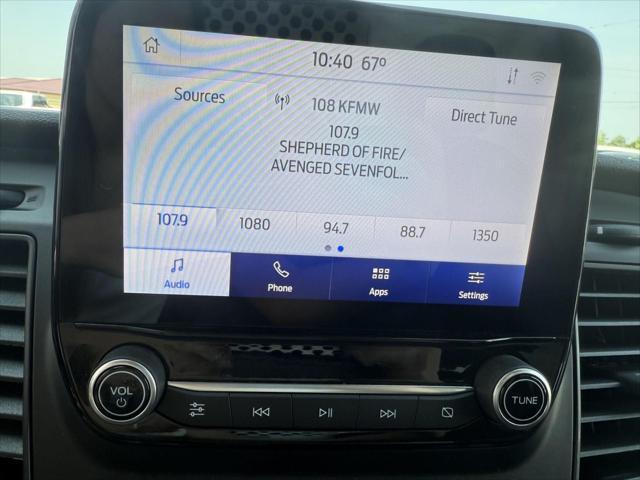 10:40 67°
Sources
108 KFMW
Direct Tune
107.9
SHEPHERD OF FIRE/
AVENGED SEVENFOL...
107.9 1080 94.7 88.7 1350
Audio Phone Apps Settings
VOL TUNE